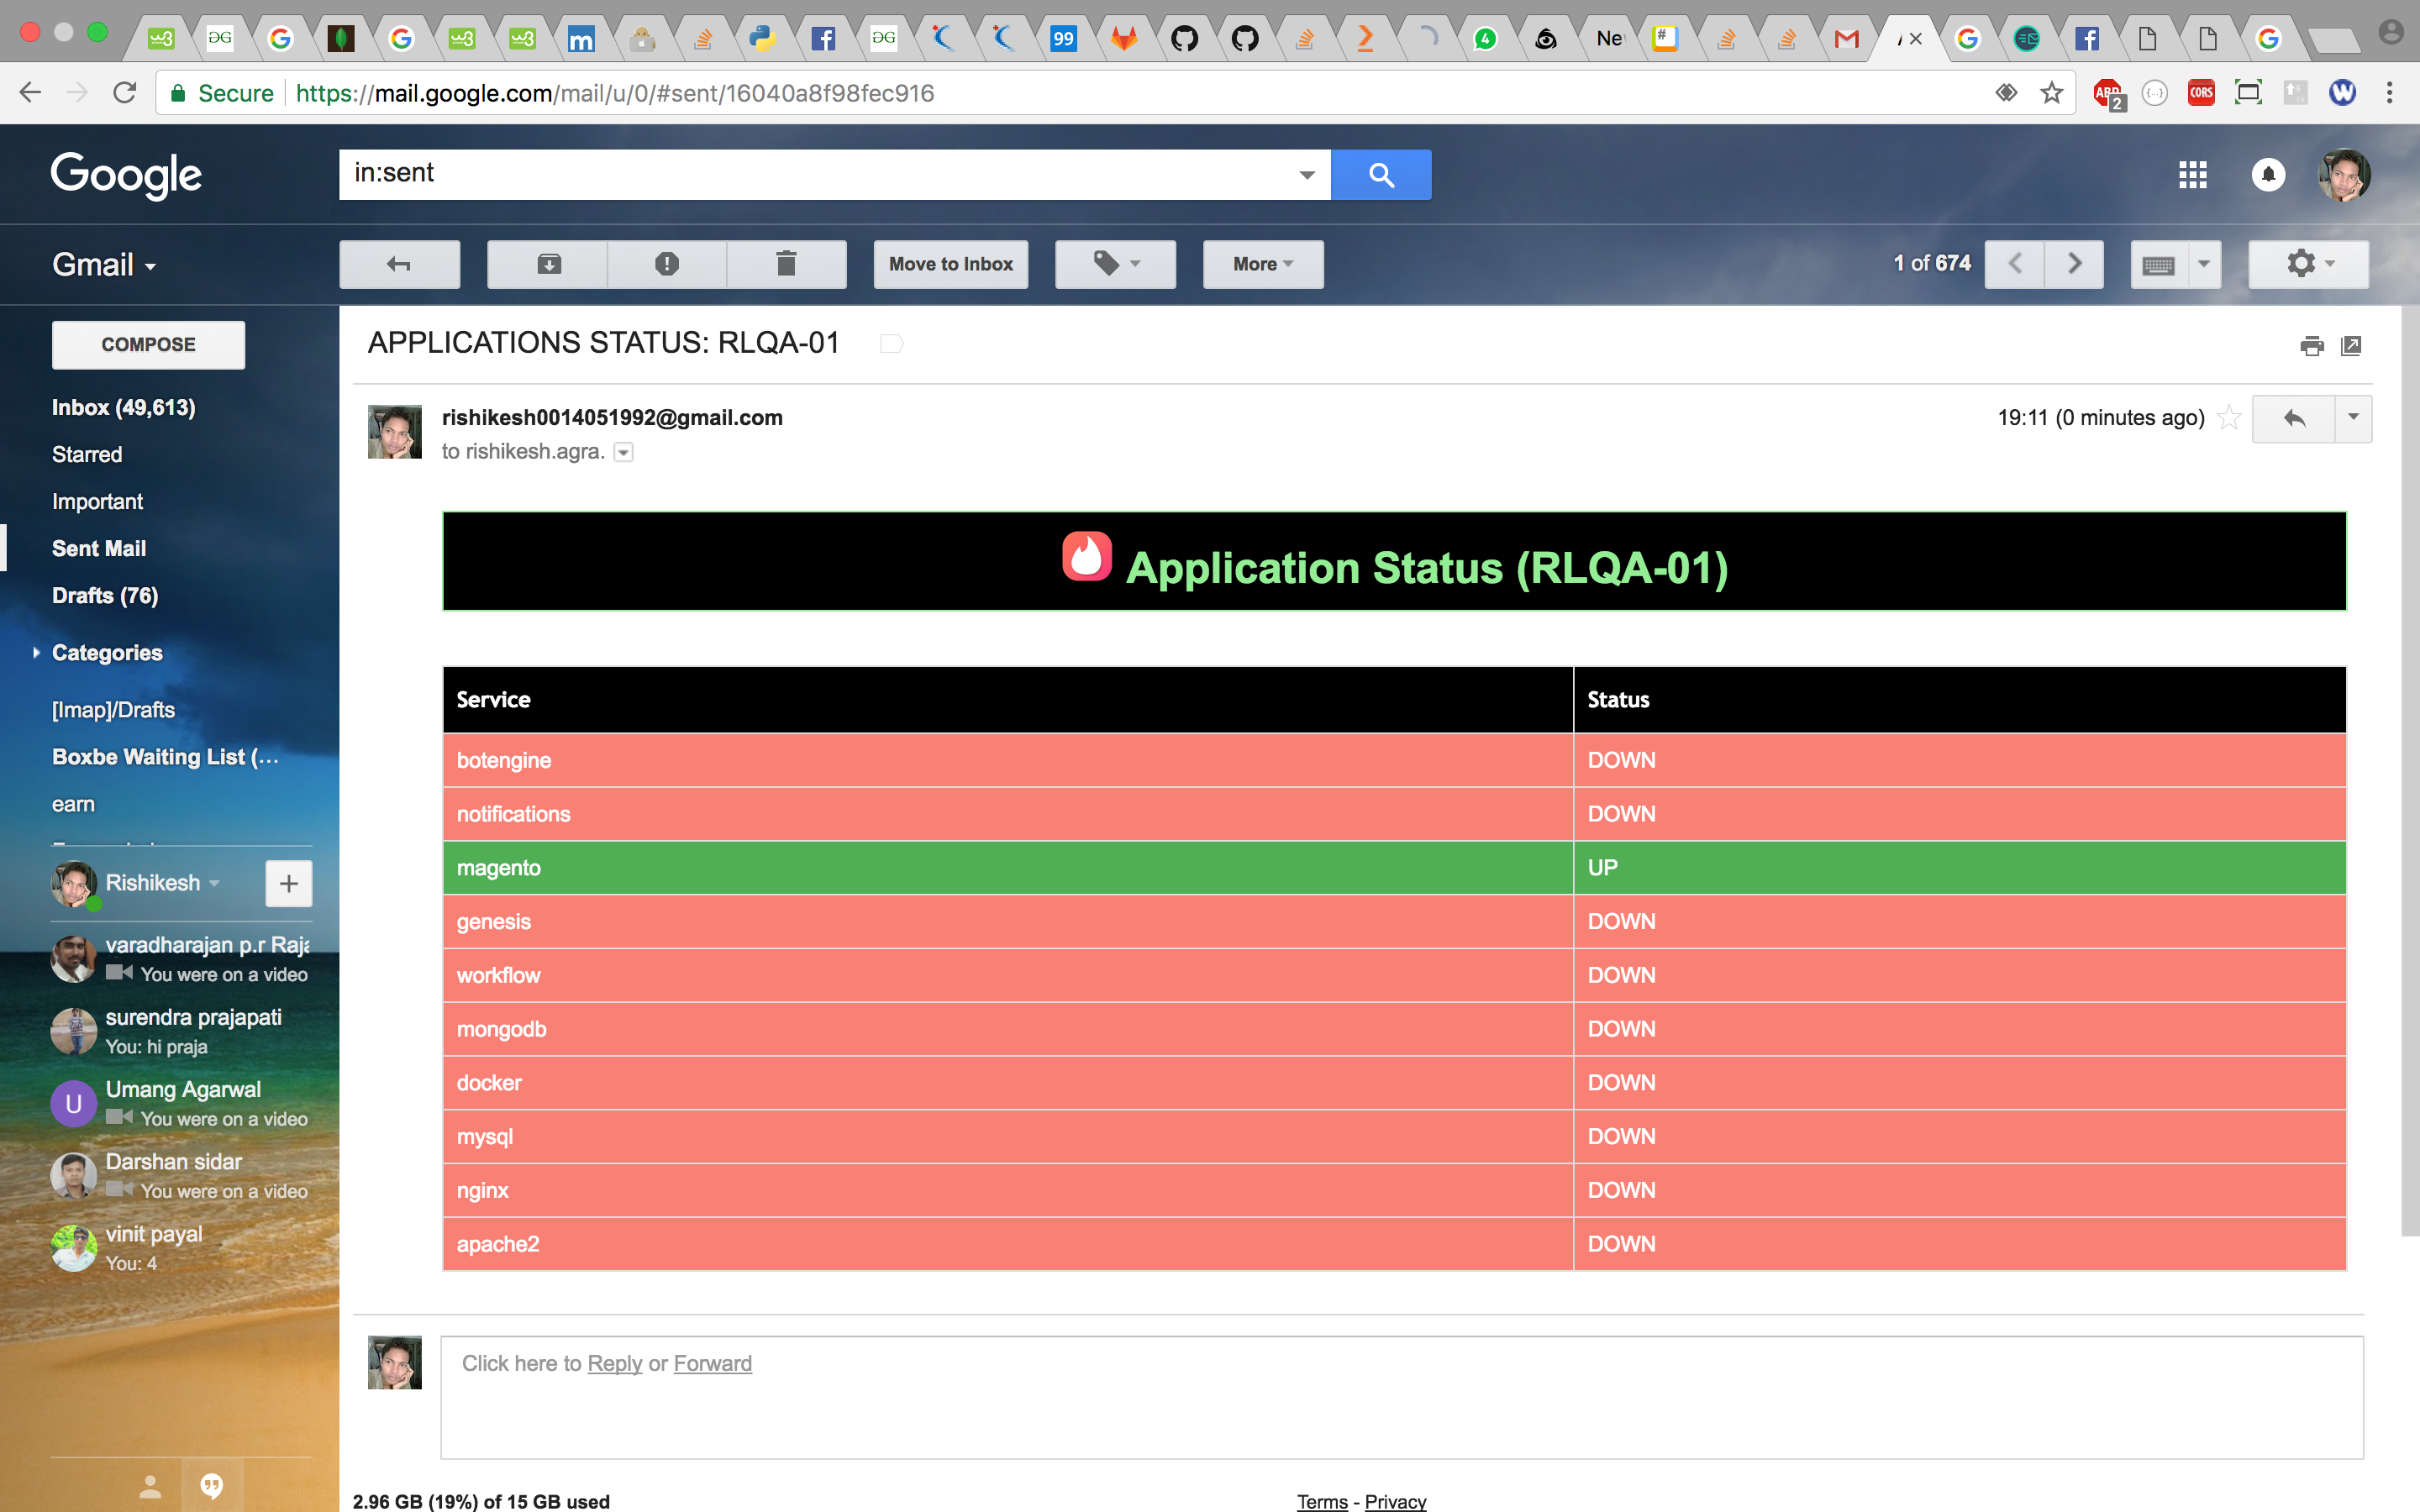 Ne
Secure https://mail.google.com/mail/u/0/#sent/16040a8f98fec916
ABP 2 {...} CORS W
Google
in:sent
Gmail
Move to Inbox
More
1 of 674
COMPOSE
APPLICATIONS STATUS: RLQA-01
Inbox (49,613)
Starred
Important
Sent Mail
Drafts (76)
Categories
[Imap]/Drafts
Boxbe Waiting List (...
earn
rishikesh0014051992@gmail.com
19:11 (0 minutes ago)
to rishikesh.agra.
Application Status (RLQA-01)
Service Status
botengine DOWN
notifications DOWN
magento UP
genesis DOWN
workflow DOWN
mongodb DOWN
docker DOWN
mysql DOWN
nginx DOWN
apache2 DOWN
Rishikesh
varadharajan p.r Raja
You were on a video
surendra prajapati
You: hi praja
U
Umang Agarwal
You were on a video
Darshan sidar
You were on a video
vinit payal
You: 4
Click here to Reply or Forward
2.96 GB (19%) of 15 GB used
Terms - Privacy